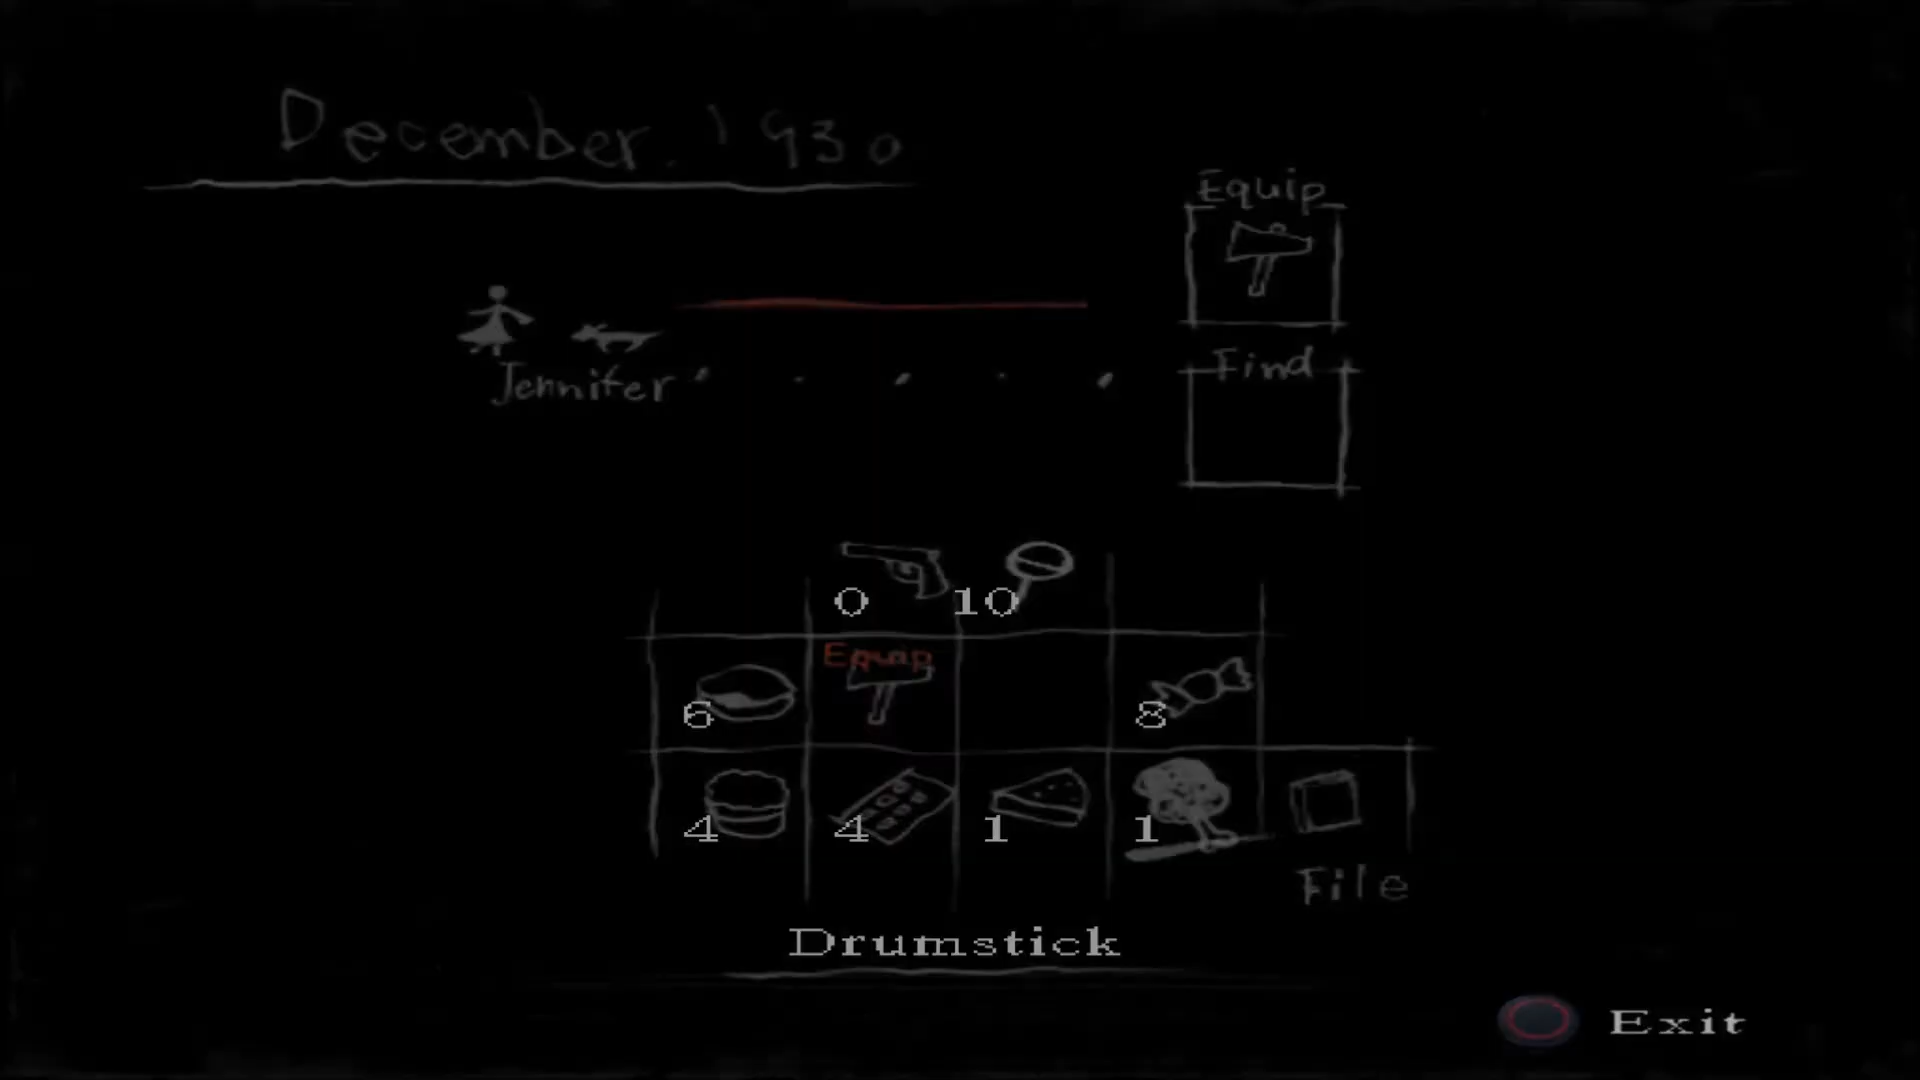 December. 1930
Equip
Jennifer
Find
0 10
Equip
6 8
4 4 1 1
File
Drumstick
Exit